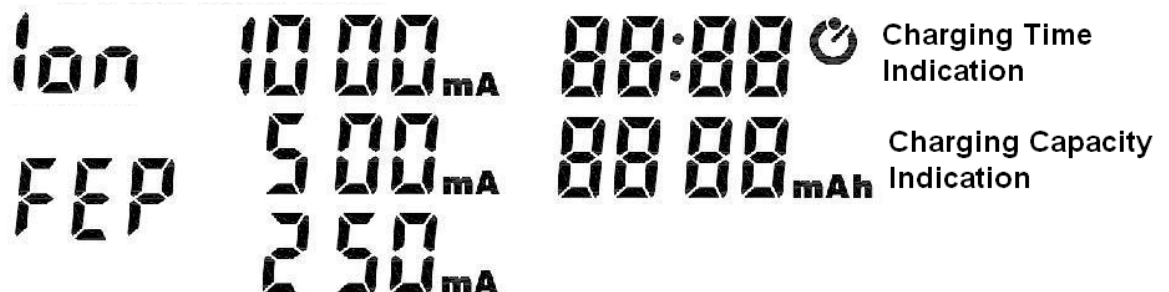 Ion
FEP
1000mA
500mA
250mA
88:88
Charging Time
Indication
8888mAh
Charging Capacity
Indication